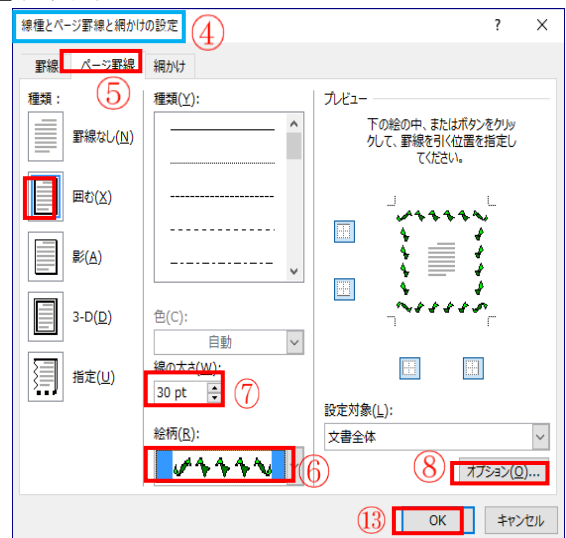 線種とページ罫線と網かけの設定 ④ ? ×
罫線 ページ罫線 網かけ
⑤
種類:
罫線なし(N)
囲む(X)
影(A)
3-D(D)
指定(U)
種類(Y):
色(C):
自動
線の太さ(W):
30 pt ⑦
絵柄(R):
⑥
プレビュー
下の絵の中、またはボタンをクリッ
クして、罫線を引く位置を指定し
てください。
設定対象(L):
文書全体
⑧ オプション(O)...
⑬ OK キャンセル